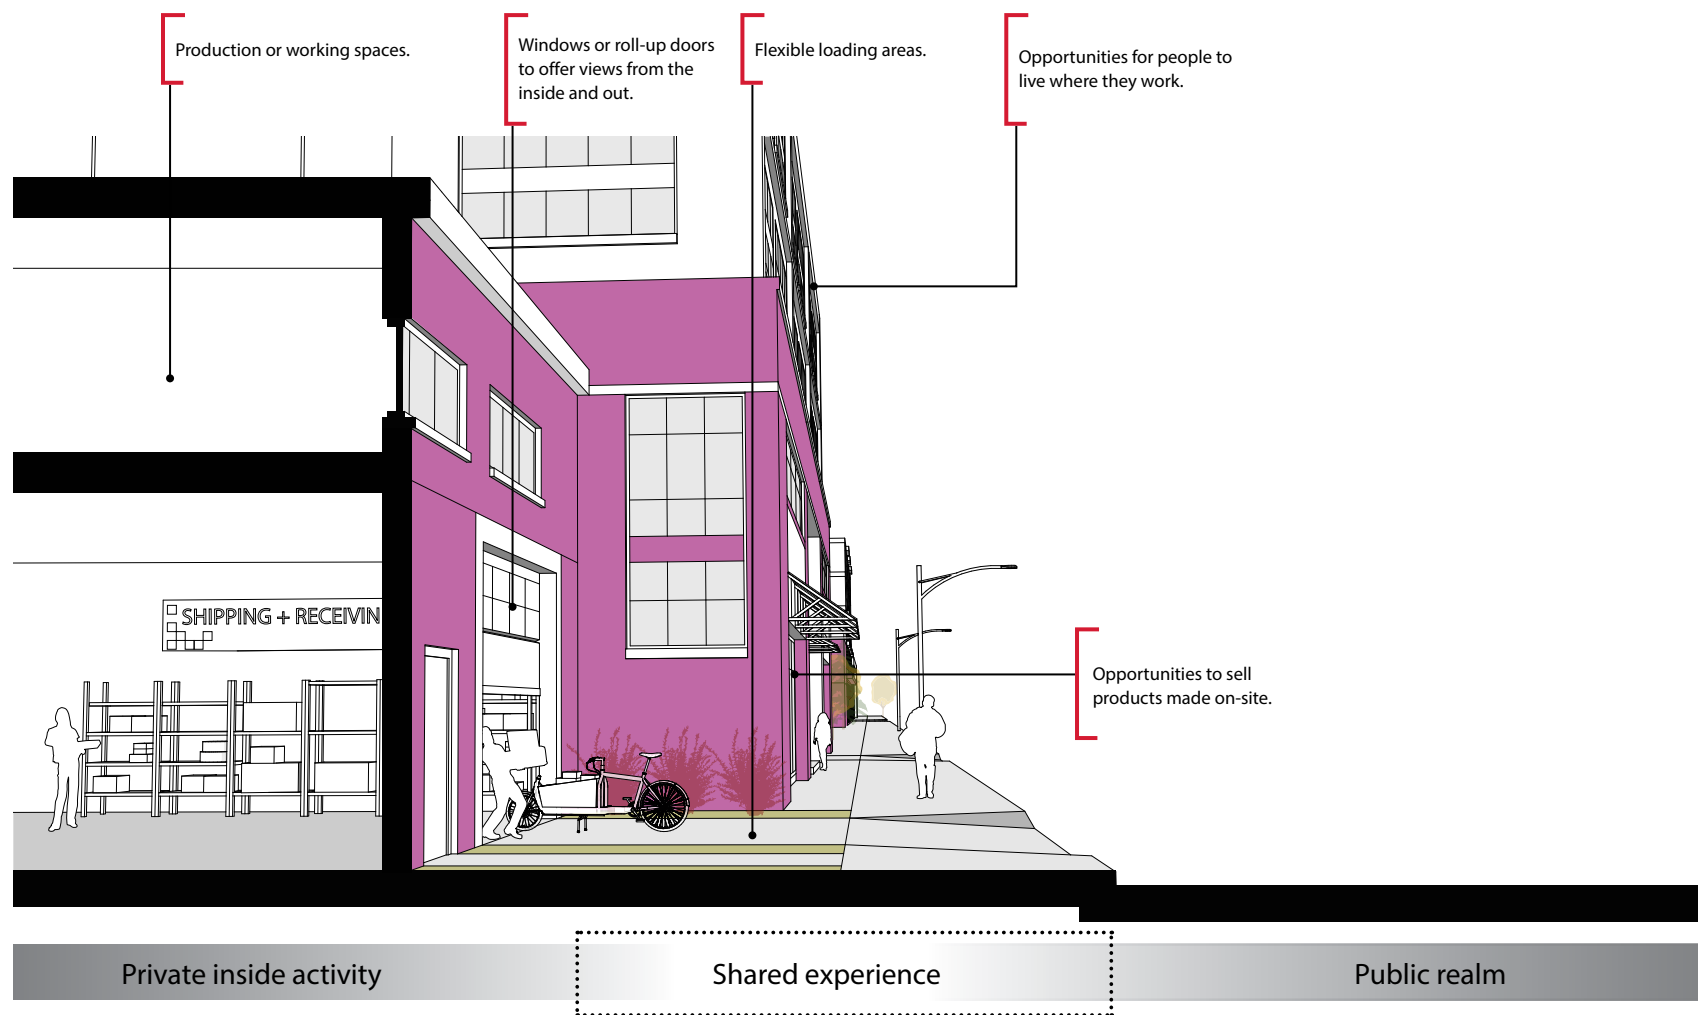 Production or working spaces.
Windows or roll-up doors
to offer views from the
inside and out.
Flexible loading areas.
Opportunities for people to
live where they work.
SHIPPING + RECEIVIN
Opportunities to sell
products made on-site.
Private inside activity
Shared experience
Public realm